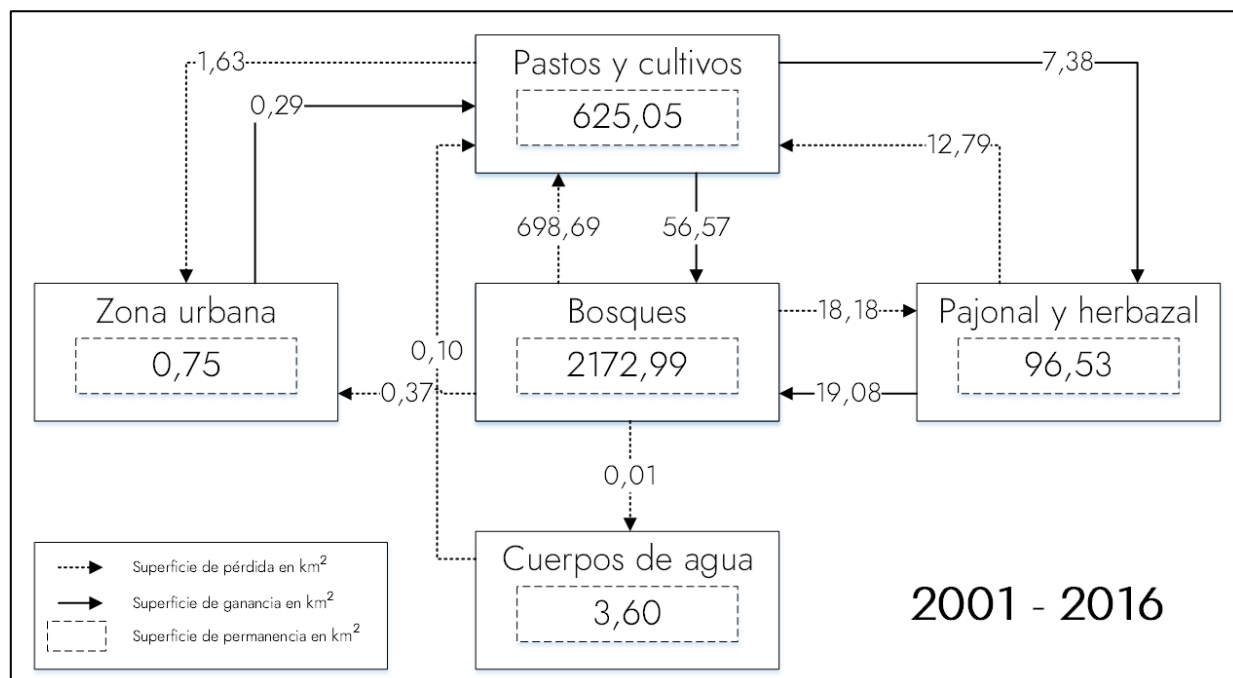 Pastos y cultivos
625,05
1,63
7,38
0,29
12,79
698,69
56,57
Zona urbana
0,75
Bosques
2172,99
18,18
Pajonal y herbazal
96,53
0,10
0,37
19,08
0,01
Cuerpos de agua
3,60
Superficie de pérdida en km²
Superficie de ganancia en km²
Superficie de permanencia en km²
2001 - 2016